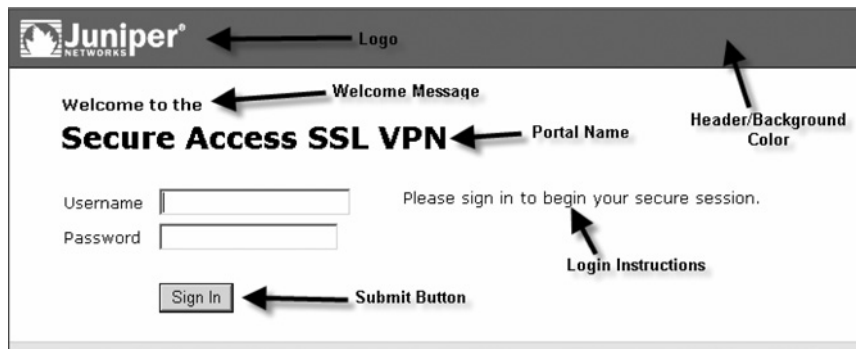 Juniper®
NETWORKS
Logo
Welcome to the
Welcome Message
Header/Background
Color
Secure Access SSL VPN
Portal Name
Username
Please sign in to begin your secure session.
Password
Login Instructions
Sign In
Submit Button